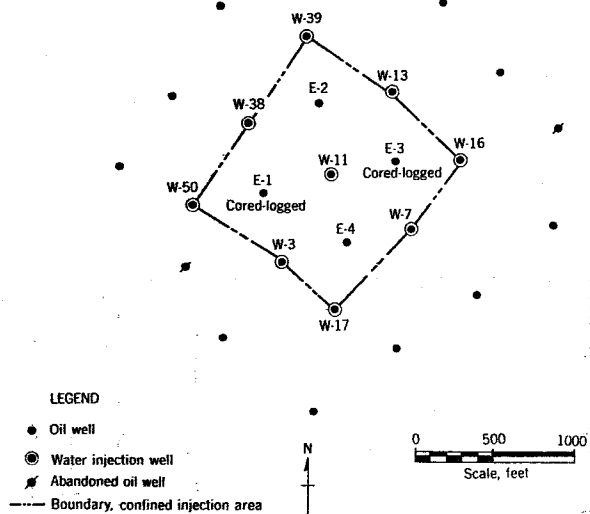 W-39
W-13
E-2
W-38
W-16
E-3
W-11
Cored-logged
E-1
W-50
Cored-logged
W-7
E-4
W-3
W-17
LEGEND
Oil well
Water injection well
Abandoned oil well
Boundary, confined injection area
N
0 500 1000
Scale, feet